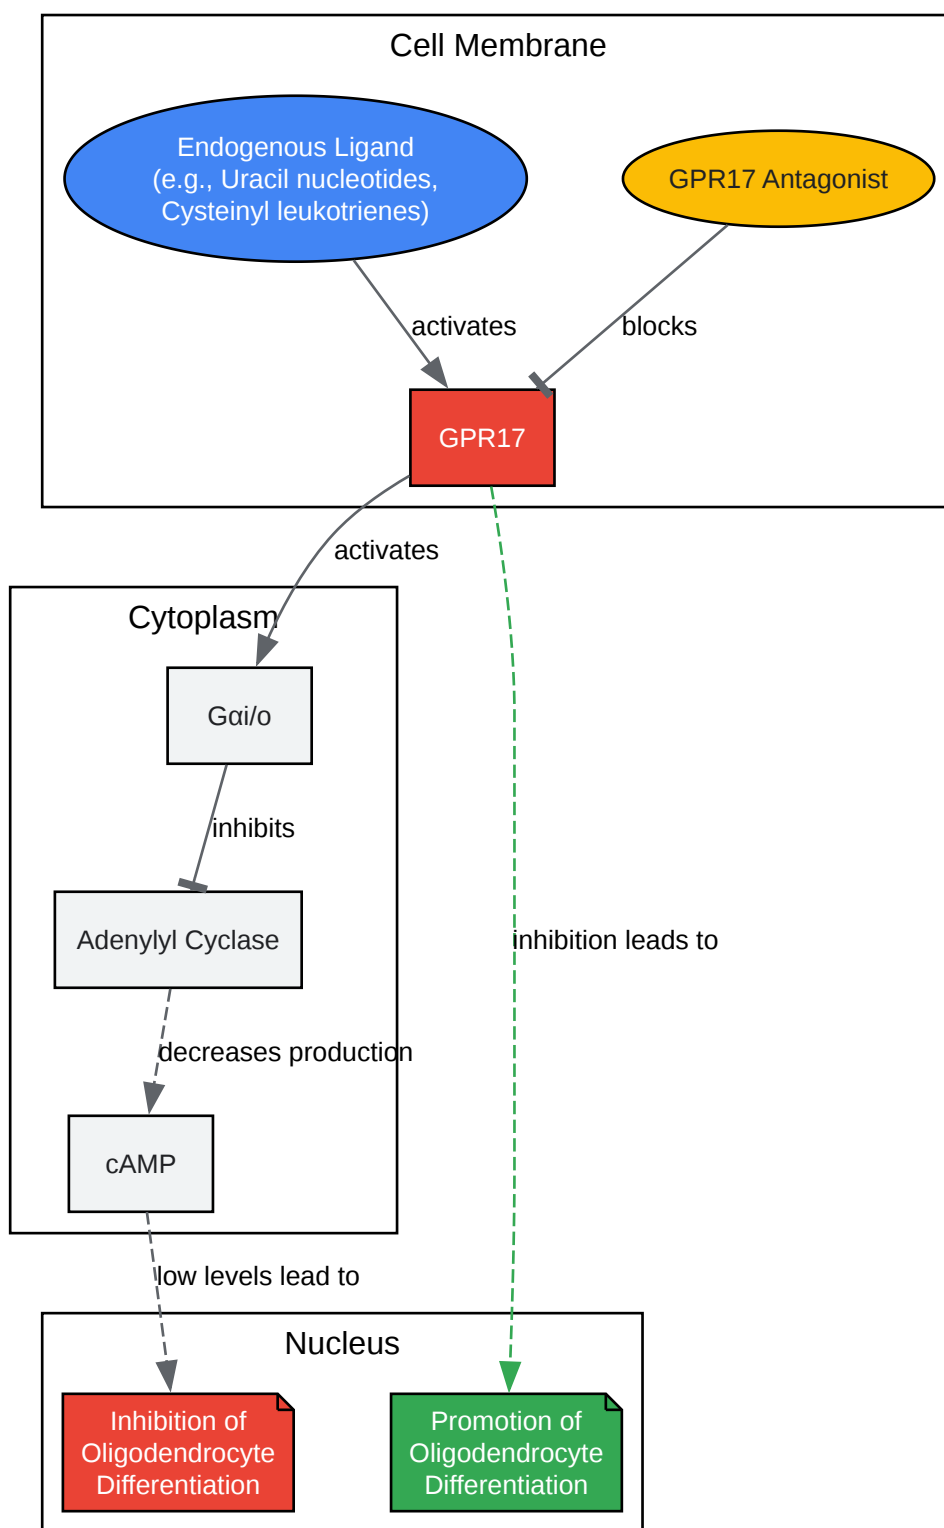 Cell Membrane
Endogenous Ligand
(e.g., Uracil nucleotides,
Cysteinyl leukotrienes)
GPR17 Antagonist
activates
blocks
GPR17
activates
Cytoplasm
Gαi/o
inhibits
Adenylyl Cyclase
inhibition leads to
decreases production
cAMP
low levels lead to
Nucleus
Inhibition of
Oligodendrocyte
Differentiation
Promotion of
Oligodendrocyte
Differentiation